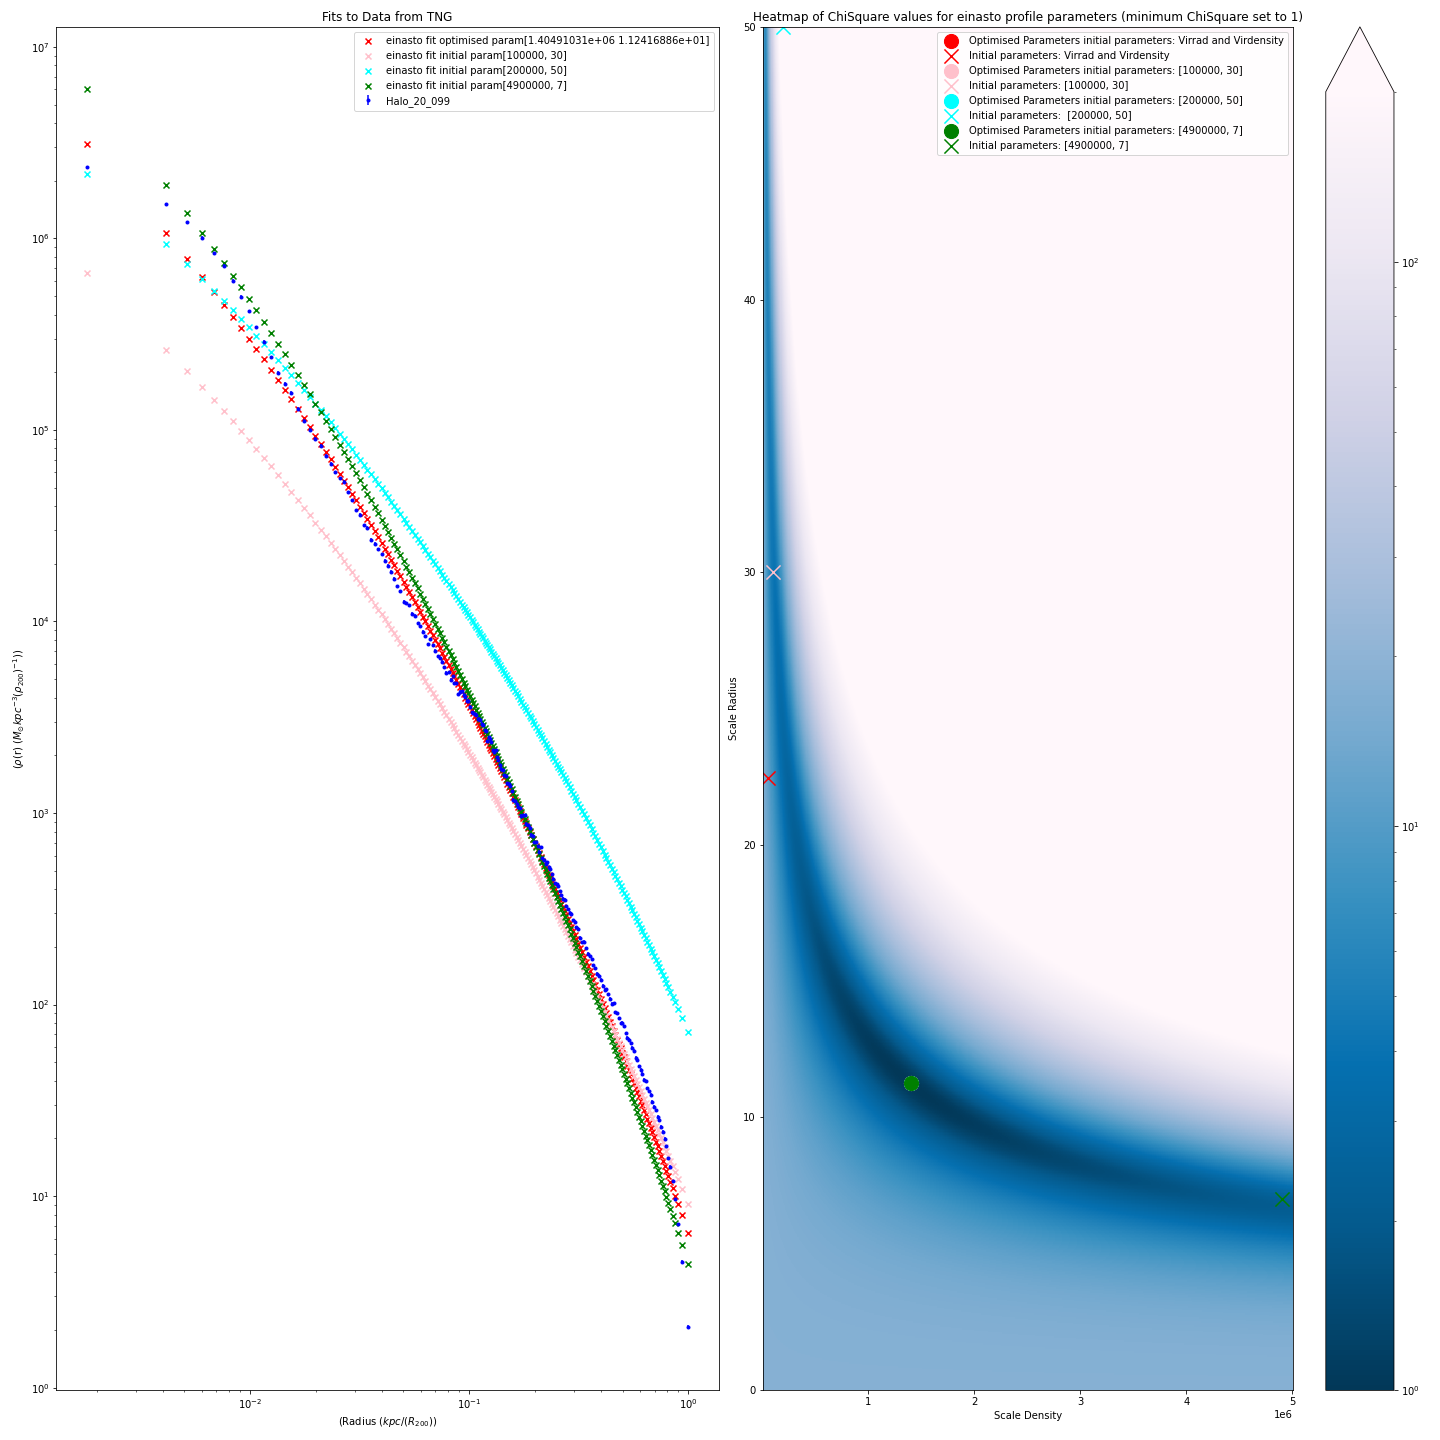 Fits to Data from TNG
einasto fit optimised param[1.40491031e+06 1.12416886e+01]
einasto fit initial param[100000, 30]
einasto fit initial param[200000, 50]
einasto fit initial param[4900000, 7]
Halo_20_099
10⁷
10⁶
10⁵
10⁴
10³
10²
10¹
10⁰
(ρ(r) (M⊙kpc⁻³(ρ₂₀₀)⁻¹))
10⁻²
10⁻¹
10⁰
(Radius (kpc/(R₂₀₀))
Heatmap of ChiSquare values for einasto profile parameters (minimum ChiSquare set to 1)
Optimised Parameters initial parameters: Virrad and Virdensity
Initial parameters: Virrad and Virdensity
Optimised Parameters initial parameters: [100000, 30]
Initial parameters: [100000, 30]
Optimised Parameters initial parameters: [200000, 50]
Initial parameters:  [200000, 50]
Optimised Parameters initial parameters: [4900000, 7]
Initial parameters: [4900000, 7]
50
40
30
20
10
0
Scale Radius
1
2
3
4
5
1e6
Scale Density
10²
10¹
10⁰